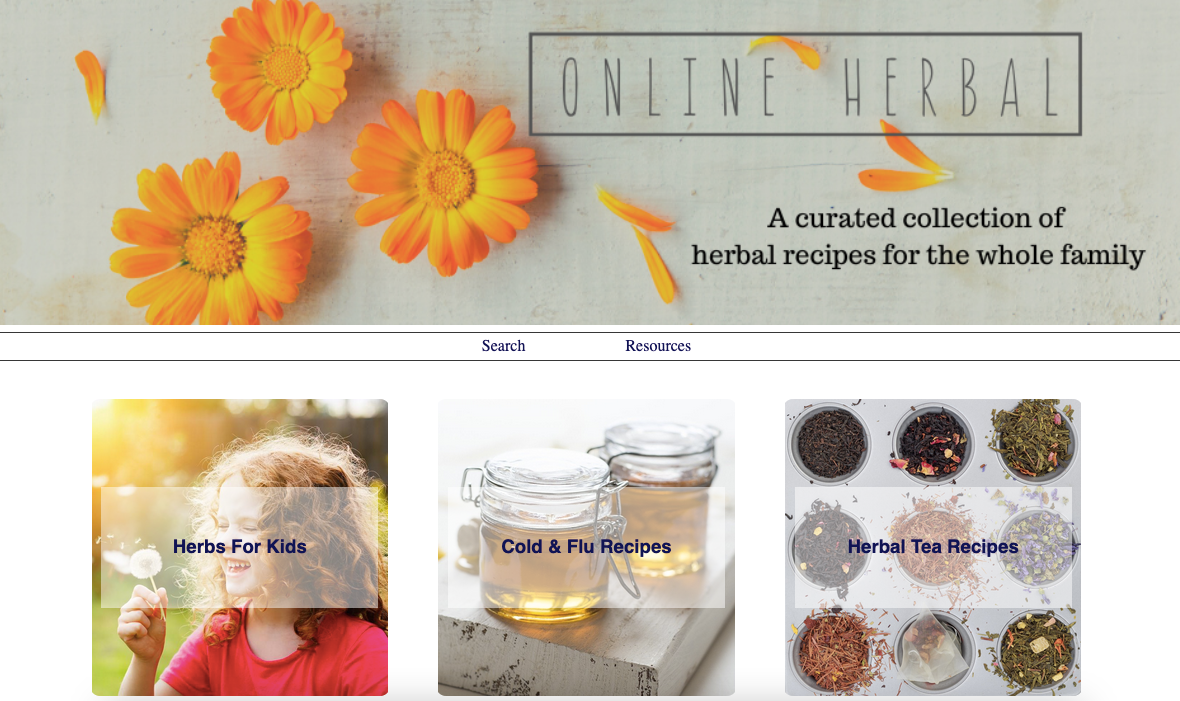 ONLINE HERBAL
A curated collection of
herbal recipes for the whole family
Search Resources
Herbs For Kids
Cold & Flu Recipes
Herbal Tea Recipes